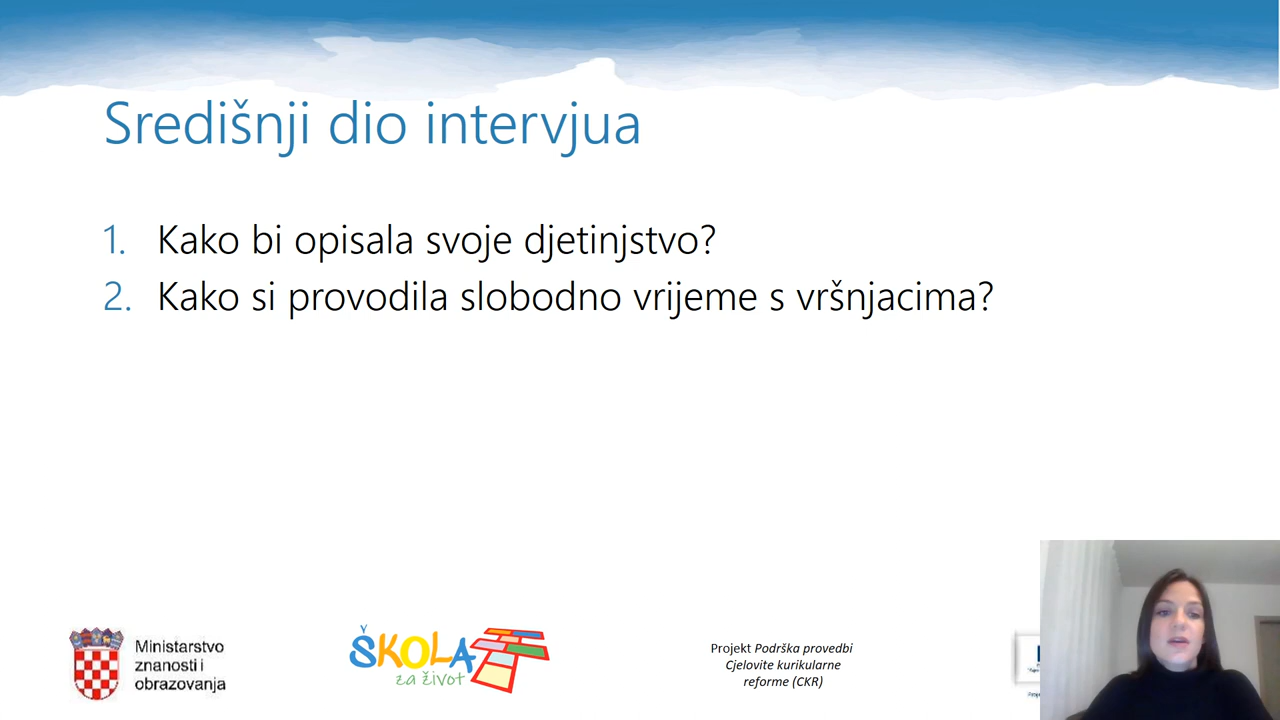 Središnji dio intervjua
1. Kako bi opisala svoje djetinjstvo?
2. Kako si provodila slobodno vrijeme s vršnjacima?
Ministarstvo
znanosti i
obrazovanja
ŠKOLA
za život
Projekt Podrška provedbi
Cjelovite kurikularne
reforme (CKR)